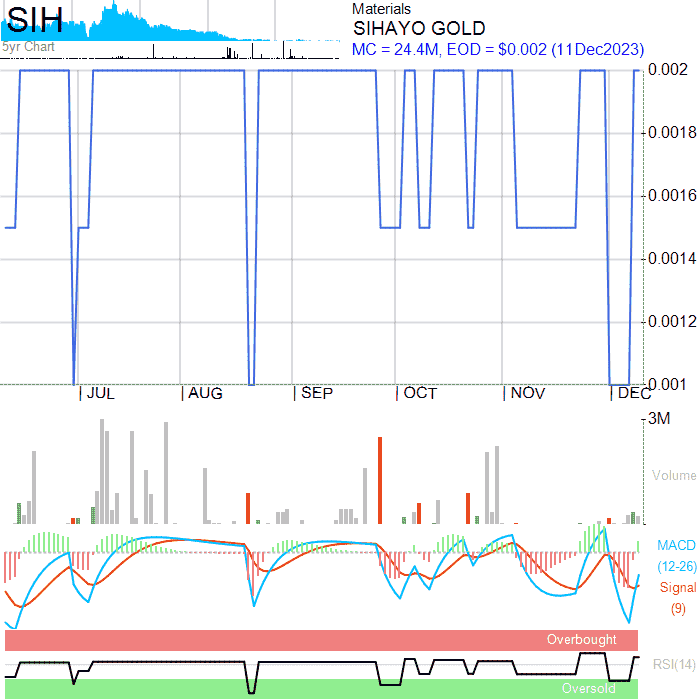 SIH
5yr Chart
Materials
SIHAYO GOLD
MC = 24.4M, EOD = $0.002 (11Dec2023)
0.002
0.0018
0.0016
0.0014
0.0012
0.001
JUL AUG SEP OCT NOV DEC
3M
Volume
MACD
(12-26)
Signal
(9)
Overbought
RSI(14)
Oversold